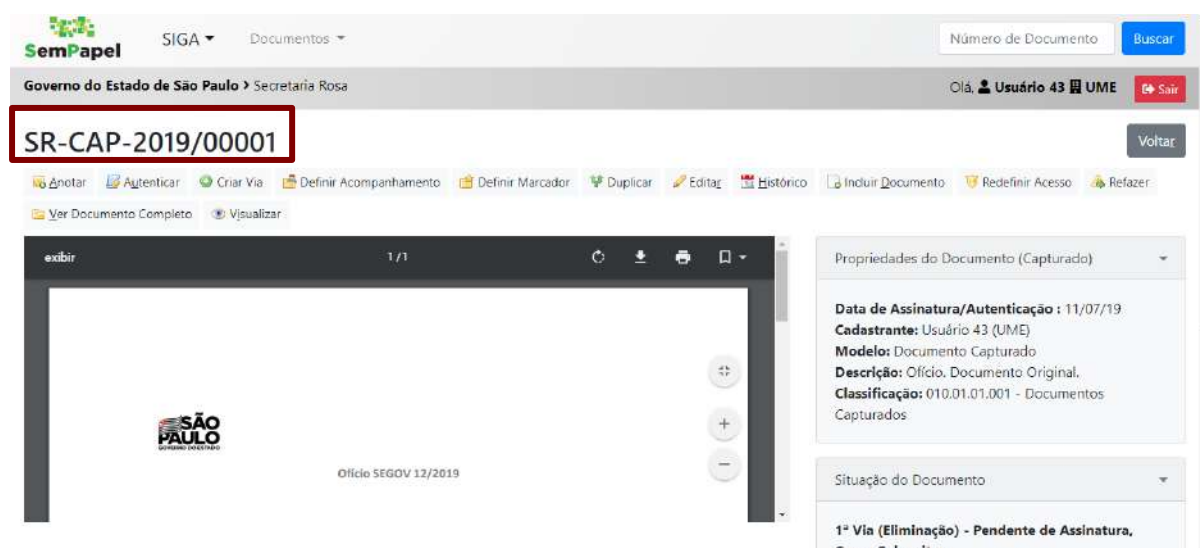 SemPapel SIGA Documentos Número de Documento Buscar
Governo do Estado de São Paulo > Secretaria Rosa Olá, Usuário 43 UME Sair
SR-CAP-2019/00001 Voltar
Anotar Autenticar Criar Via Definir Acompanhamento Definir Marcador Duplicar Editar Histórico Incluir Documento Redefinir Acesso Refazer
Ver Documento Completo Visualizar
exibir 1/1 Propriedades do Documento (Capturado)
Data de Assinatura/Autenticação : 11/07/19
Cadastrante: Usuário 43 (UME)
Modelo: Documento Capturado
Descrição: Ofício. Documento Original.
Classificação: 010.01.01.001 - Documentos
Capturados
SÃO
PAULO
GOVERNO DO ESTADO
Ofício SEGOV 12/2019
Situação do Documento
1ª Via (Eliminação) - Pendente de Assinatura,